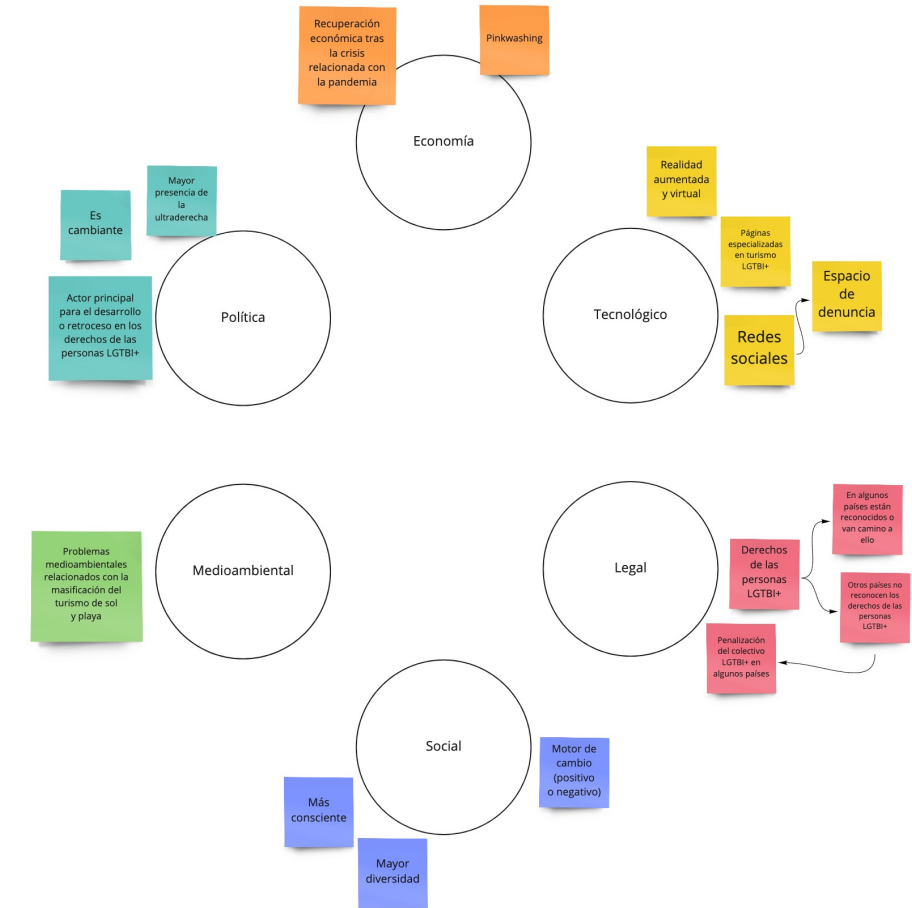 Recuperación
económica tras
la crisis
relacionada con
la pandemia
Pinkwashing
Economía
Realidad
aumentada
y virtual
Páginas
especializadas
en turismo
LGTBI+
Espacio
de
denuncia
Redes
sociales
Tecnológico
Mayor
presencia de
la
ultraderecha
Es
cambiante
Actor principal
para el desarrollo
o retroceso en los
derechos de las
personas LGTBI+
Política
Medioambiental
Problemas
medioambientales
relacionados con la
masificación del
turismo de sol
y playa
Legal
Derechos
de las
personas
LGTBI+
En algunos
países están
reconocidos o
van camino a
ello
Otros países no
reconocen los
derechos de las
personas
LGTBI+
Penalización
del colectivo
LGTBI+ en
algunos países
Social
Motor de
cambio
(positivo
o negativo)
Más
consciente
Mayor
diversidad